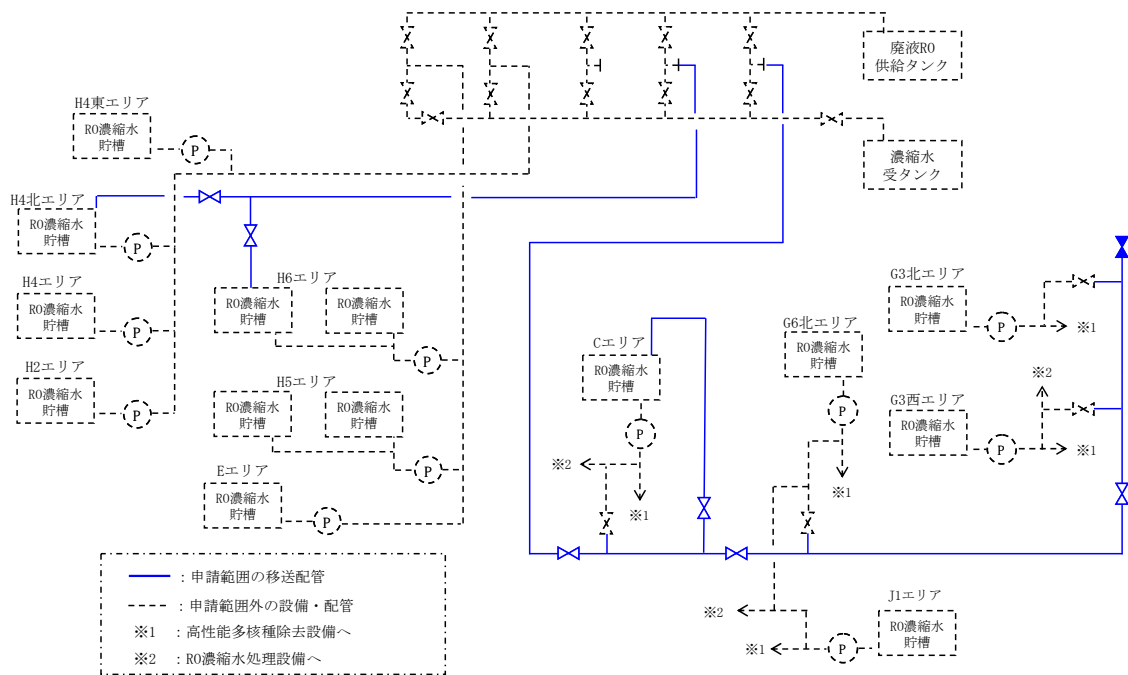 廃液RO
供給タンク
濃縮水
受タンク
H4東エリア
RO濃縮水
貯槽
P
H4北エリア
RO濃縮水
貯槽
P
H4エリア
RO濃縮水
貯槽
P
H2エリア
RO濃縮水
貯槽
P
H6エリア
RO濃縮水
貯槽
RO濃縮水
貯槽
P
H5エリア
RO濃縮水
貯槽
RO濃縮水
貯槽
P
Eエリア
RO濃縮水
貯槽
P
Cエリア
RO濃縮水
貯槽
P
※2
※1
G6北エリア
RO濃縮水
貯槽
P
※1
G3北エリア
RO濃縮水
貯槽
P
※1
※2
G3西エリア
RO濃縮水
貯槽
P
※1
J1エリア
RO濃縮水
貯槽
P
※2
※1
:申請範囲の移送配管
:申請範囲外の設備・配管
※1 :高性能多核種除去設備へ
※2 :RO濃縮水処理設備へ